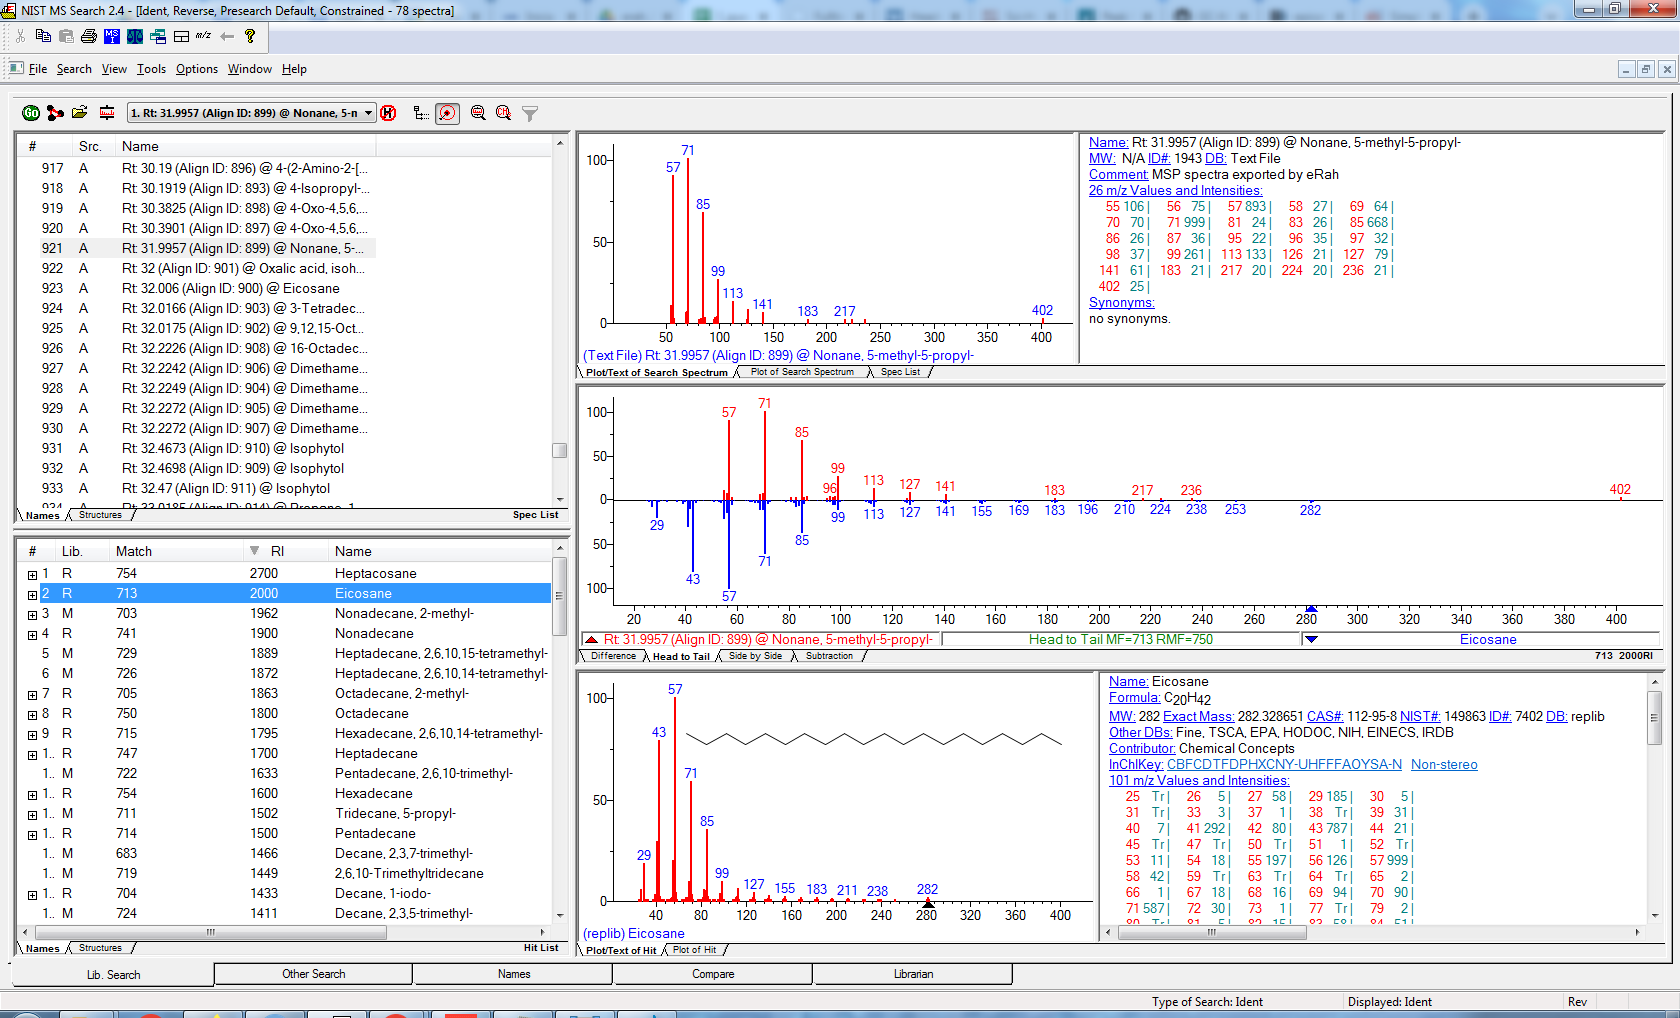 NIST MS Search 2.4 - [Ident, Reverse, Presearch Default, Constrained - 78 spectra]
File Search View Tools Options Window Help
1. Rt: 31.9957 (Align ID: 899) @ Nonane, 5-n
# Src. Name
917 A Rt: 30.19 (Align ID: 896) @ 4-(2-Amino-2-[...
918 A Rt: 30.1919 (Align ID: 893) @ 4-Isopropyl-...
919 A Rt: 30.3825 (Align ID: 898) @ 4-Oxo-4,5,6,...
920 A Rt: 30.3901 (Align ID: 897) @ 4-Oxo-4,5,6,...
921 A Rt: 31.9957 (Align ID: 899) @ Nonane, 5-...
922 A Rt: 32 (Align ID: 901) @ Oxalic acid, isoh...
923 A Rt: 32.006 (Align ID: 900) @ Eicosane
924 A Rt: 32.0166 (Align ID: 903) @ 3-Tetradec...
925 A Rt: 32.0175 (Align ID: 902) @ 9,12,15-Oct...
926 A Rt: 32.2226 (Align ID: 908) @ 16-Octadec...
927 A Rt: 32.2242 (Align ID: 906) @ Dimethame...
928 A Rt: 32.2249 (Align ID: 904) @ Dimethame...
929 A Rt: 32.2272 (Align ID: 905) @ Dimethame...
930 A Rt: 32.2272 (Align ID: 907) @ Dimethame...
931 A Rt: 32.4673 (Align ID: 910) @ Isophytol
932 A Rt: 32.4698 (Align ID: 909) @ Isophytol
933 A Rt: 32.47 (Align ID: 911) @ Isophytol
Names Structures Spec List
# Lib. Match RI Name
1 R 754 2700 Heptacosane
2 R 713 2000 Eicosane
3 M 703 1962 Nonadecane, 2-methyl-
4 R 741 1900 Nonadecane
5 M 729 1889 Heptadecane, 2,6,10,15-tetramethyl-
6 M 726 1872 Heptadecane, 2,6,10,14-tetramethyl-
7 R 705 1863 Octadecane, 2-methyl-
8 R 750 1800 Octadecane
9 R 715 1795 Hexadecane, 2,6,10,14-tetramethyl-
1.. R 747 1700 Heptadecane
1.. M 722 1633 Pentadecane, 2,6,10-trimethyl-
1.. R 754 1600 Hexadecane
1.. M 711 1502 Tridecane, 5-propyl-
1.. R 714 1500 Pentadecane
1.. M 683 1466 Decane, 2,3,7-trimethyl-
1.. M 719 1449 2,6,10-Trimethyltridecane
1.. R 704 1433 Decane, 1-iodo-
1.. M 724 1411 Decane, 2,3,5-trimethyl-
Names Structures Hit List
100 50 0
57 71 85 99 113 141 183 217 402
50 100 150 200 250 300 350 400
(Text File) Rt: 31.9957 (Align ID: 899) @ Nonane, 5-methyl-5-propyl-
Plot/Text of Search Spectrum Plot of Search Spectrum Spec List
Name: Rt: 31.9957 (Align ID: 899) @ Nonane, 5-methyl-5-propyl-
MW: N/A ID#: 1943 DB: Text File
Comment: MSP spectra exported by eRah
26 m/z Values and Intensities:
55 106| 56 75| 57 893| 58 27| 69 64|
70 70| 71 999| 81 24| 83 26| 85 668|
86 26| 87 36| 95 22| 96 35| 97 32|
98 37| 99 261| 113 133| 126 21| 127 79|
141 61| 183 21| 217 20| 224 20| 236 21|
402 25|
Synonyms:
no synonyms.
100 50 0 50 100
57 71 85 96 99 113 127 141 183 217 236 402
29 43 57 71 85 99 113 127 141 155 169 183 196 210 224 238 253 282
20 40 60 80 100 120 140 160 180 200 220 240 260 280 300 320 340 360 380 400
Rt: 31.9957 (Align ID: 899) @ Nonane, 5-methyl-5-propyl- Head to Tail MF=713 RMF=750 Eicosane
Difference Head to Tail Side by Side Subtraction 713 2000RI
100 50 0
29 43 57 71 85 99 127 155 183 211 238 282
40 80 120 160 200 240 280 320 360 400
(replib) Eicosane
Plot/Text of Hit Plot of Hit
Name: Eicosane
Formula: C20H42
MW: 282 Exact Mass: 282.328651 CAS#: 112-95-8 NIST#: 149863 ID#: 7402 DB: replib
Other DBs: Fine, TSCA, EPA, HODOC, NIH, EINECS, IRDB
Contributor: Chemical Concepts
InChIKey: CBFCDTFDPHXCNY-UHFFFAOYSA-N Non-stereo
101 m/z Values and Intensities:
25 Tr| 26 5| 27 58| 29 185| 30 5|
31 Tr| 33 3| 37 1| 38 Tr| 39 31|
40 7| 41 292| 42 80| 43 787| 44 21|
45 Tr| 47 Tr| 50 Tr| 51 1| 52 Tr|
53 11| 54 18| 55 197| 56 126| 57 999|
58 42| 59 Tr| 63 Tr| 64 Tr| 65 2|
66 1| 67 18| 68 16| 69 94| 70 90|
71 587| 72 30| 73 1| 77 Tr| 79 2|
Lib. Search Other Search Names Compare Librarian
Type of Search: Ident Displayed: Ident Rev